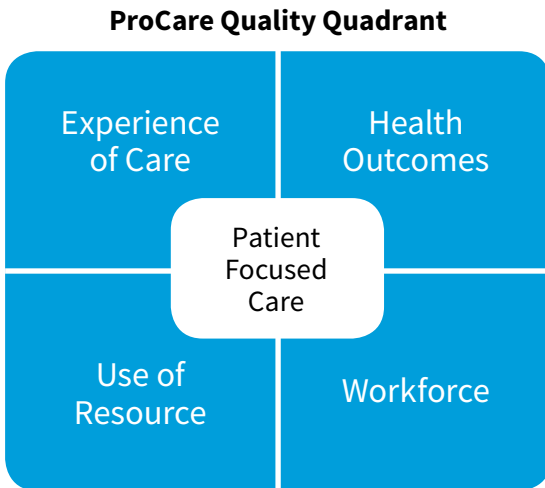 ProCare Quality Quadrant
Experience
of Care
Health
Outcomes
Patient
Focused
Care
Use of
Resource
Workforce